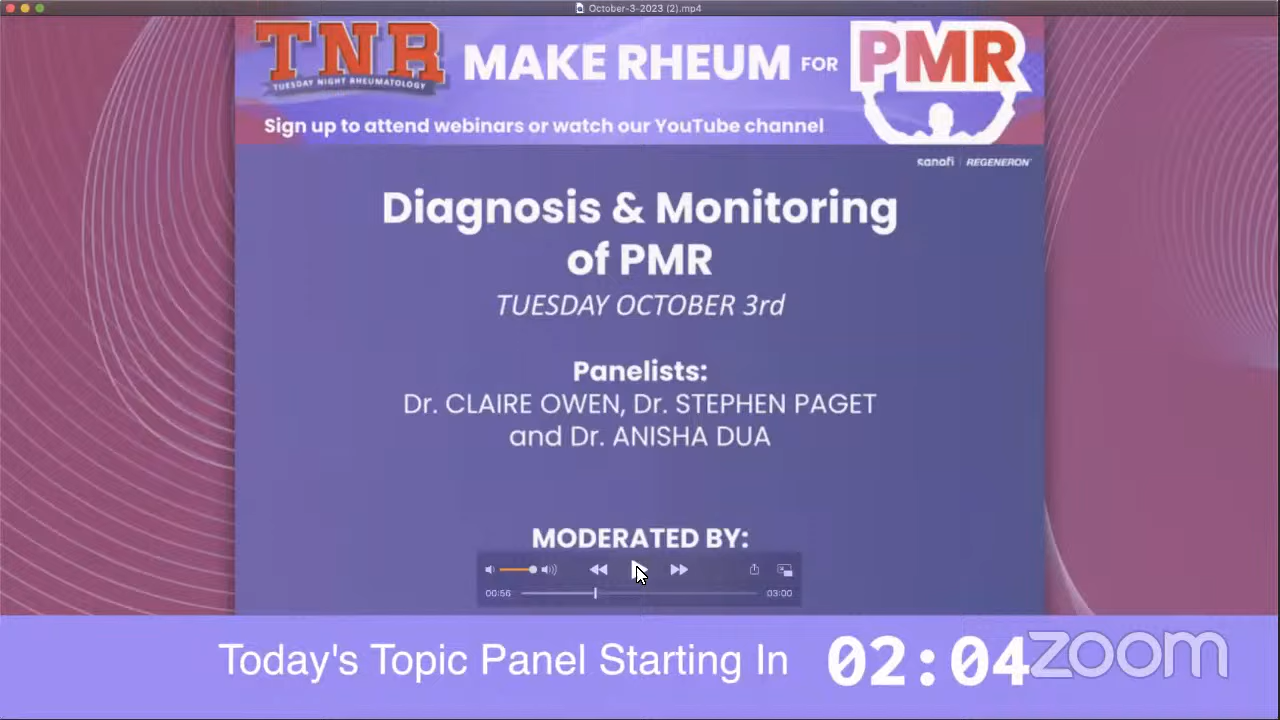 October-3-2023 (2).mp4
TNR
TUESDAY NIGHT RHEUMATOLOGY
MAKE RHEUM FOR
PMR
Sign up to attend webinars or watch our YouTube channel
sanofi | REGENERON
Diagnosis & Monitoring
of PMR
TUESDAY OCTOBER 3rd
Panelists:
Dr. CLAIRE OWEN, Dr. STEPHEN PAGET
and Dr. ANISHA DUA
MODERATED BY:
00:56
03:00
Today's Topic Panel Starting In 02:04
zoom